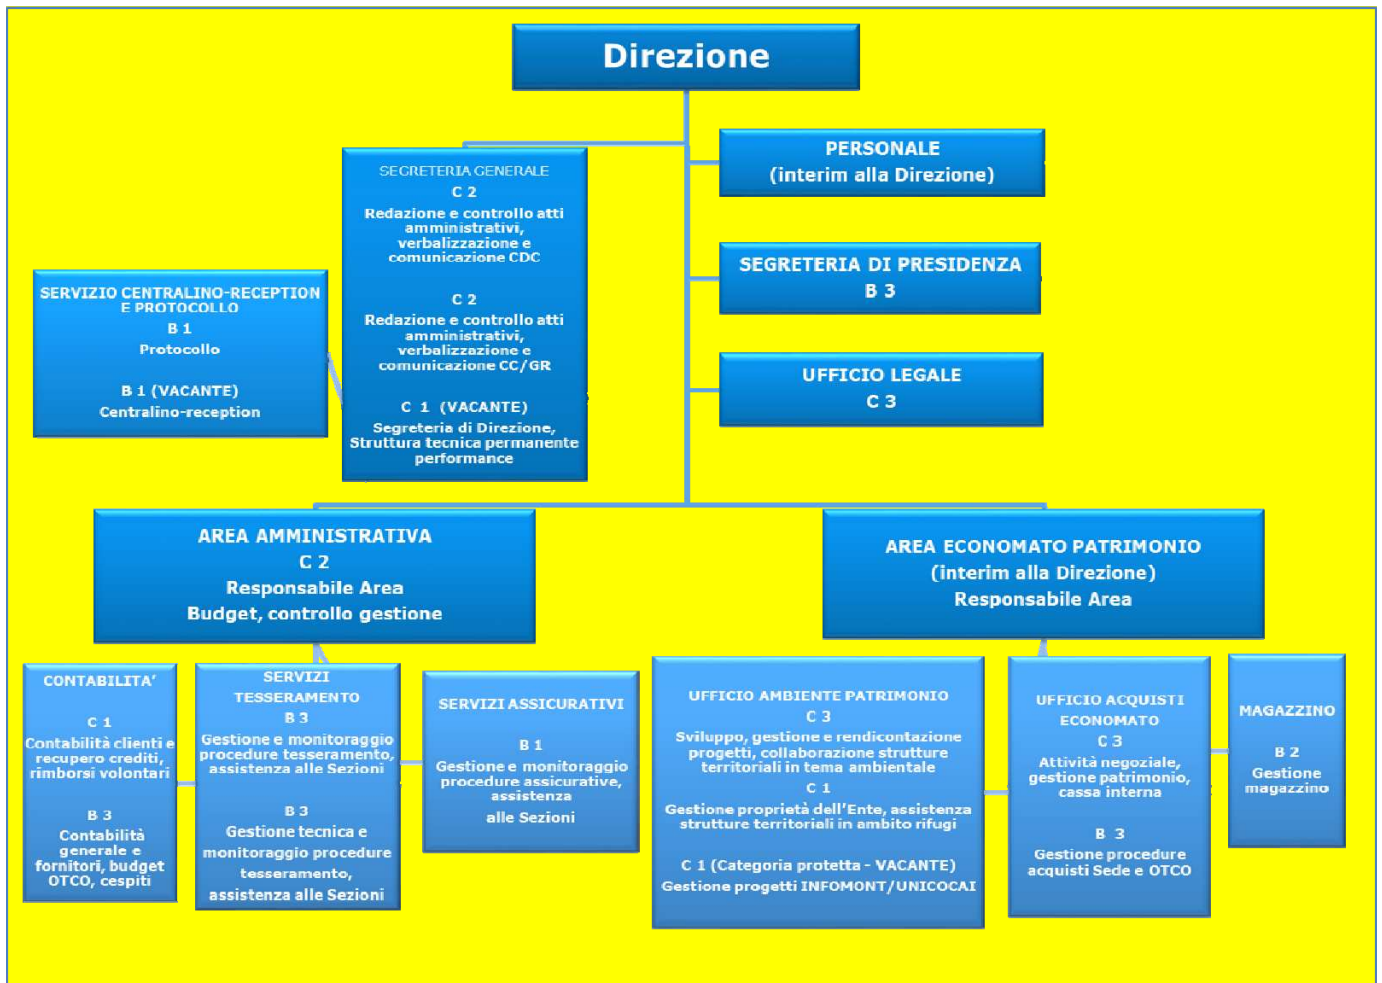 Direzione
PERSONALE
(interim alla Direzione)
SEGRETERIA GENERALE
C 2
Redazione e controllo atti
amministrativi,
verbalizzazione e
comunicazione CDC
C 2
Redazione e controllo atti
amministrativi,
verbalizzazione e
comunicazione CC/GR
C 1 (VACANTE)
Segreteria di Direzione,
Struttura tecnica permanente
performance
SEGRETERIA DI PRESIDENZA
B 3
SERVIZIO CENTRALINO-RECEPTION
E PROTOCOLLO
B 1
Protocollo
B 1 (VACANTE)
Centralino-reception
UFFICIO LEGALE
C 3
AREA AMMINISTRATIVA
C 2
Responsabile Area
Budget, controllo gestione
AREA ECONOMATO PATRIMONIO
(interim alla Direzione)
Responsabile Area
CONTABILITA’
C 1
Contabilità clienti e
recupero crediti,
rimborsi volontari
B 3
Contabilità
generale e
fornitori, budget
OTCO, cespiti
SERVIZI
TESSERAMENTO
B 3
Gestione e monitoraggio
procedure tesseramento,
assistenza alle Sezioni
B 3
Gestione tecnica e
monitoraggio procedure
tesseramento,
assistenza alle Sezioni
SERVIZI ASSICURATIVI
B 1
Gestione e monitoraggio
procedure assicurative,
assistenza
alle Sezioni
UFFICIO AMBIENTE PATRIMONIO
C 3
Sviluppo, gestione e rendicontazione
progetti, collaborazione strutture
territoriali in tema ambientale
C 1
Gestione proprietà dell’Ente, assistenza
strutture territoriali in ambito rifugi
C 1 (Categoria protetta - VACANTE)
Gestione progetti INFOMONT/UNICOCAI
UFFICIO ACQUISTI
ECONOMATO
C 3
Attività negoziale,
gestione patrimonio,
cassa interna
B 3
Gestione procedure
acquisti Sede e OTCO
MAGAZZINO
B 2
Gestione
magazzino